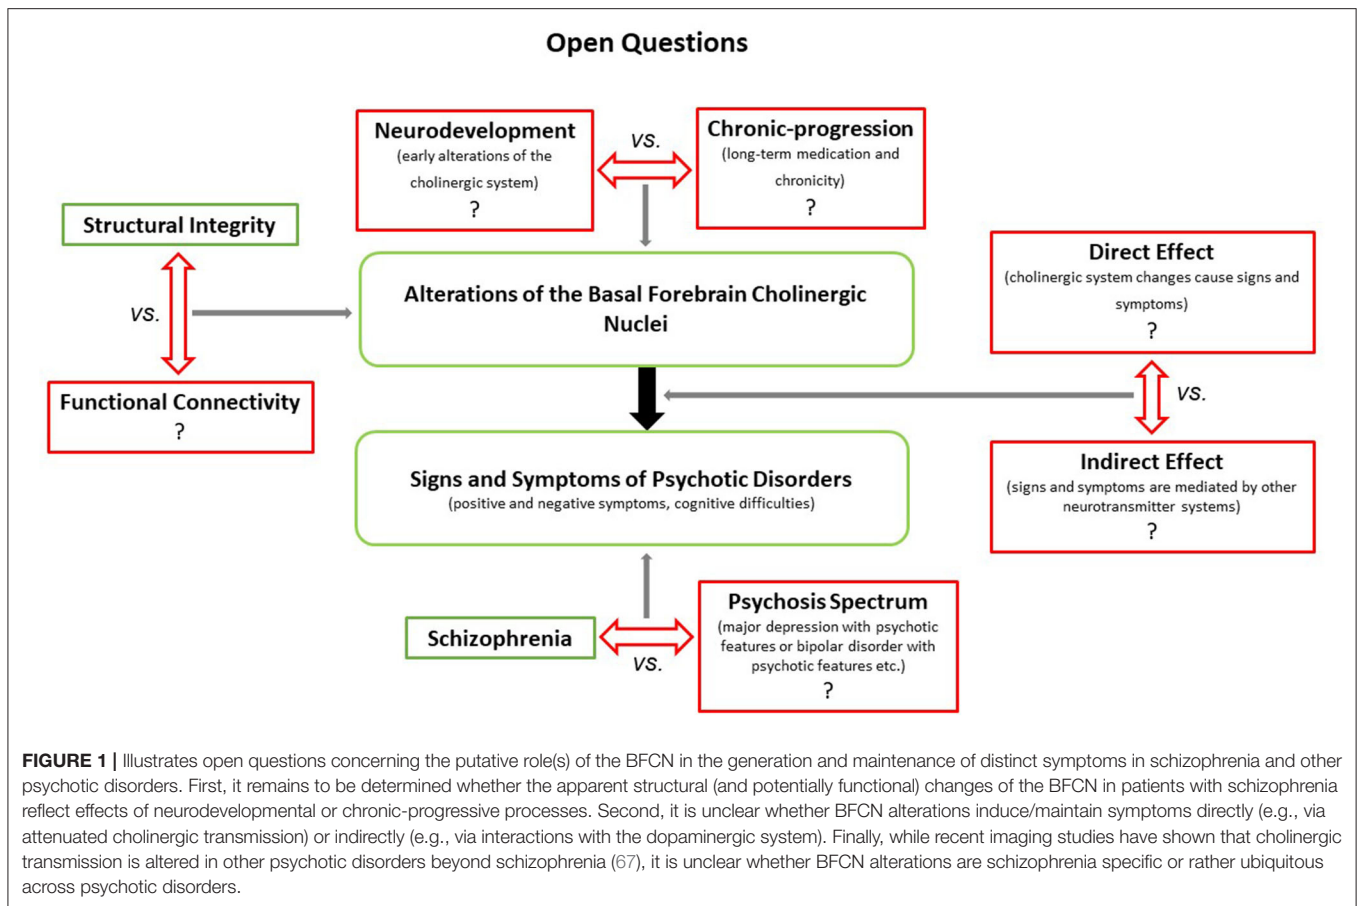 Open Questions
Neurodevelopment
(early alterations of the
cholinergic system)
?
vs.
Chronic-progression
(long-term medication and
chronicity)
?
Structural Integrity
vs.
Functional Connectivity
?
Alterations of the Basal Forebrain Cholinergic
Nuclei
Direct Effect
(cholinergic system changes cause signs and
symptoms)
?
vs.
Indirect Effect
(signs and symptoms are mediated by other
neurotransmitter systems)
?
Signs and Symptoms of Psychotic Disorders
(positive and negative symptoms, cognitive difficulties)
Schizophrenia
vs.
Psychosis Spectrum
(major depression with psychotic
features or bipolar disorder with
psychotic features etc.)
?
FIGURE 1 | Illustrates open questions concerning the putative role(s) of the BFCN in the generation and maintenance of distinct symptoms in schizophrenia and other
psychotic disorders. First, it remains to be determined whether the apparent structural (and potentially functional) changes of the BFCN in patients with schizophrenia
reflect effects of neurodevelopmental or chronic-progressive processes. Second, it is unclear whether BFCN alterations induce/maintain symptoms directly (e.g., via
attenuated cholinergic transmission) or indirectly (e.g., via interactions with the dopaminergic system). Finally, while recent imaging studies have shown that cholinergic
transmission is altered in other psychotic disorders beyond schizophrenia (67), it is unclear whether BFCN alterations are schizophrenia specific or rather ubiquitous
across psychotic disorders.